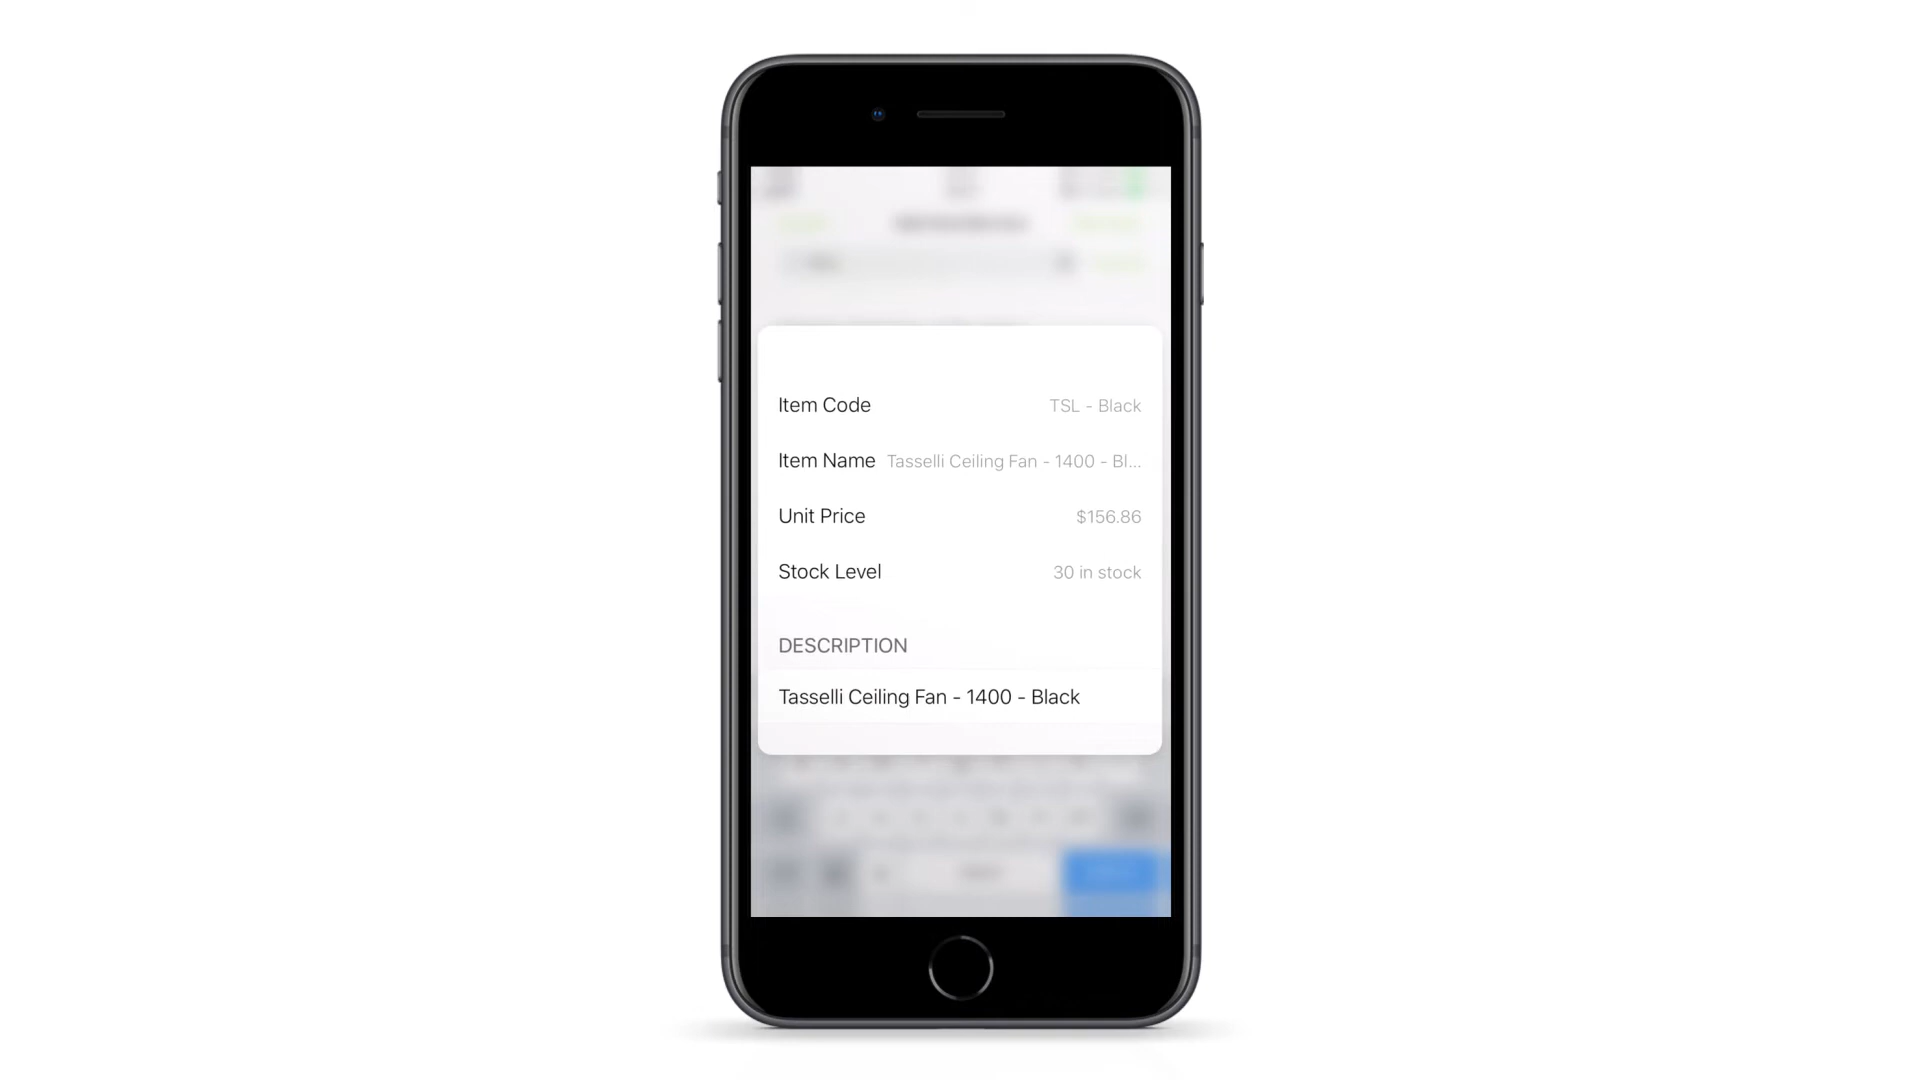 Item Code TSL - Black
Item Name Tasselli Ceiling Fan - 1400 - Bl...
Unit Price $156.86
Stock Level 30 in stock
DESCRIPTION
Tasselli Ceiling Fan - 1400 - Black